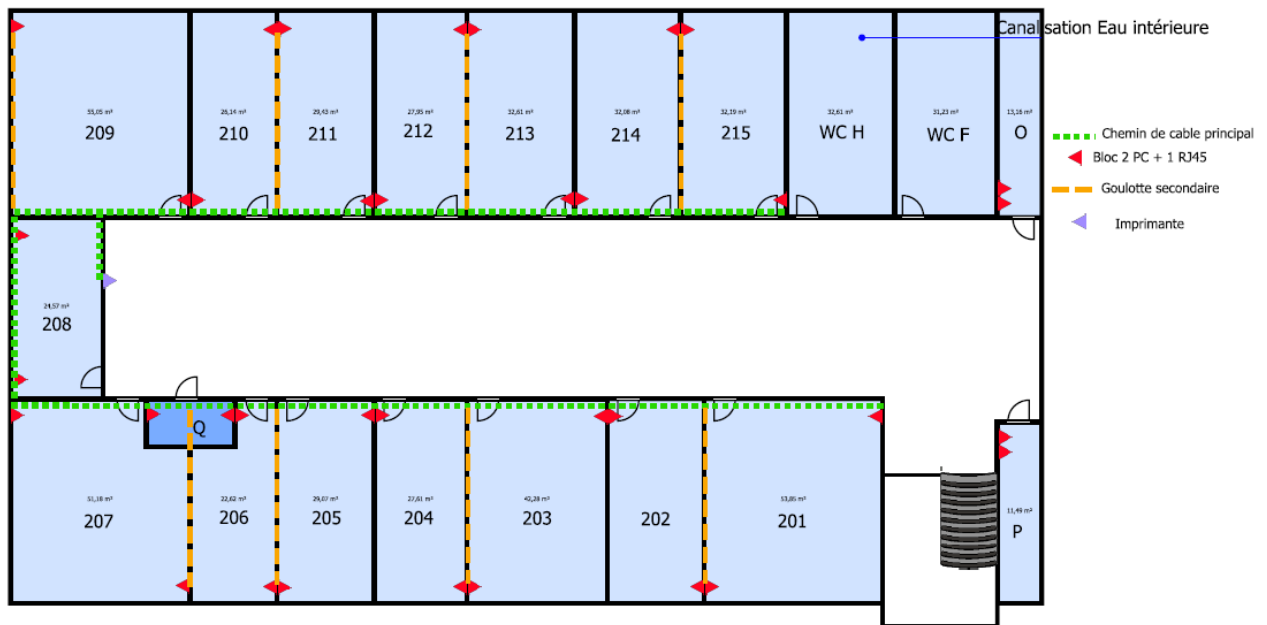 Canalisation Eau intérieure
55,05 m²
209
26,14 m²
210
29,43 m²
211
27,95 m²
212
32,61 m²
213
32,08 m²
214
32,19 m²
215
32,61 m²
WC H
31,23 m²
WC F
13,18 m²
O
Chemin de cable principal
Bloc 2 PC + 1 RJ45
Goulotte secondaire
Imprimante
24,57 m²
208
Q
51,18 m²
207
22,62 m²
206
29,07 m²
205
27,81 m²
204
42,28 m²
203
202
53,85 m²
201
11,49 m²
P